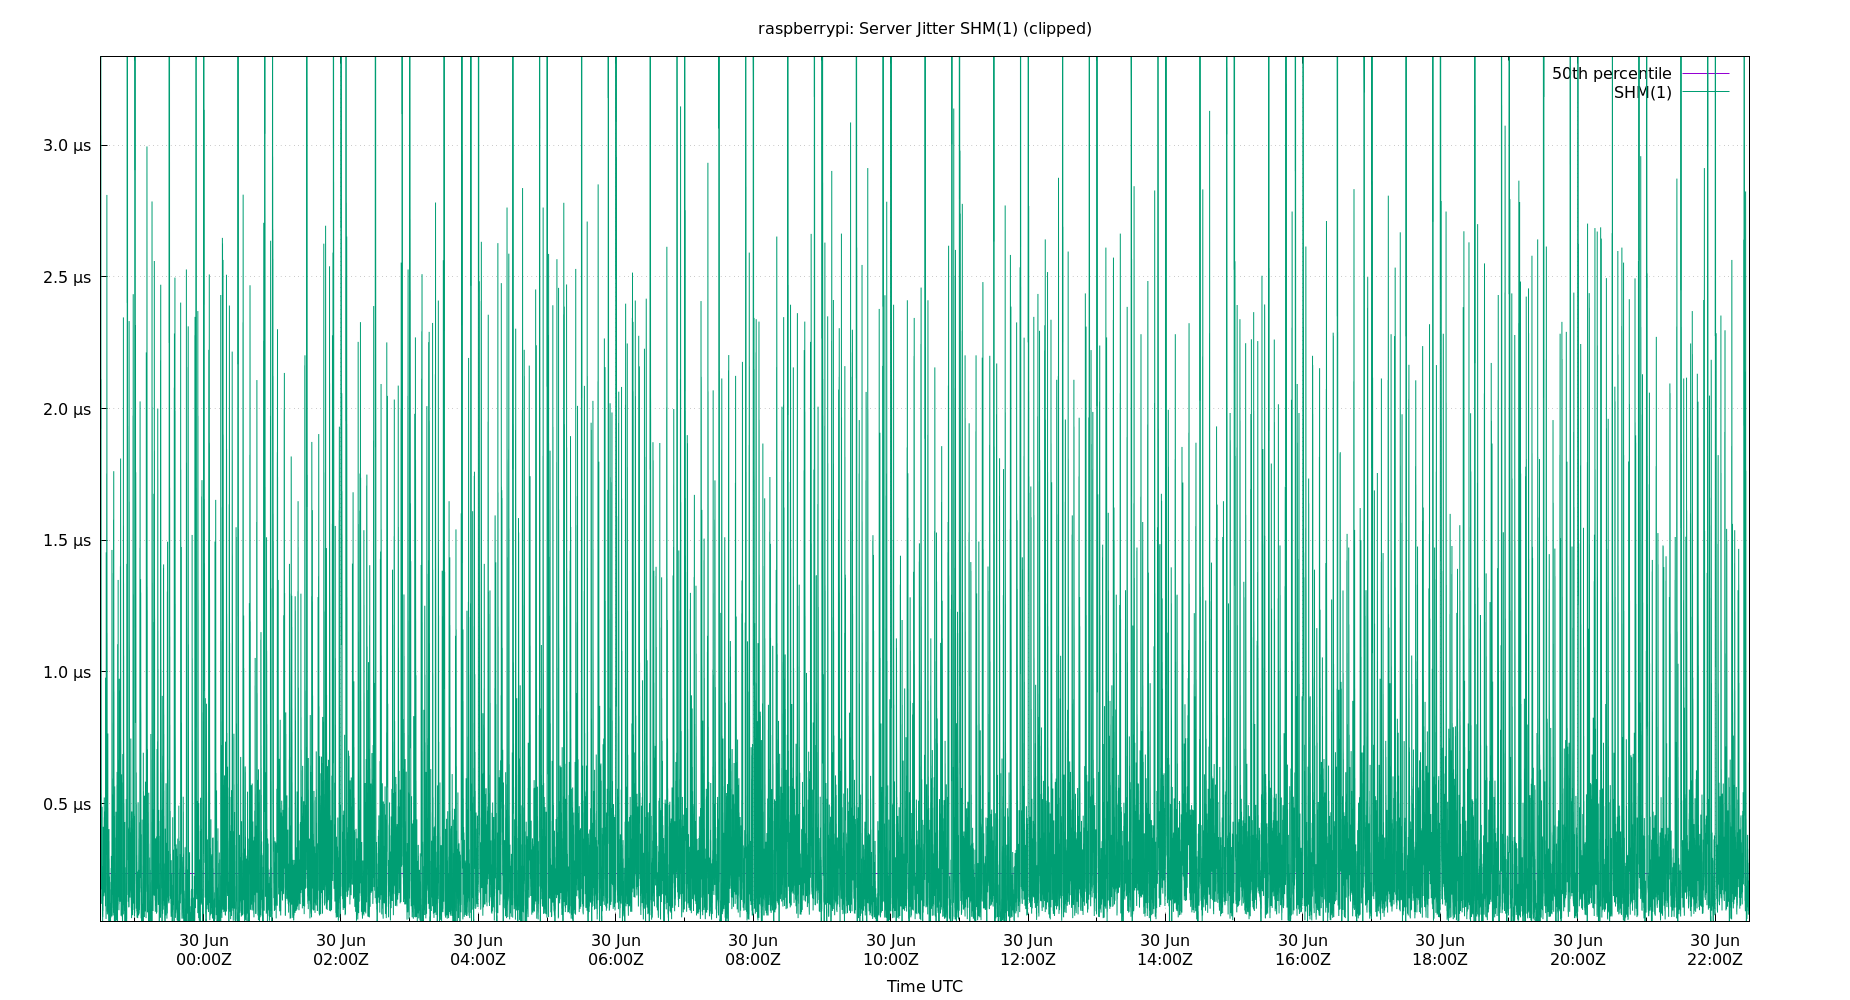 raspberrypi: Server Jitter SHM(1) (clipped)
50th percentile
SHM(1)
3.0 µs
2.5 µs
2.0 µs
1.5 µs
1.0 µs
0.5 µs
30 Jun 30 Jun 30 Jun 30 Jun 30 Jun 30 Jun 30 Jun 30 Jun 30 Jun 30 Jun 30 Jun 30 Jun
00:00Z 02:00Z 04:00Z 06:00Z 08:00Z 10:00Z 12:00Z 14:00Z 16:00Z 18:00Z 20:00Z 22:00Z
Time UTC